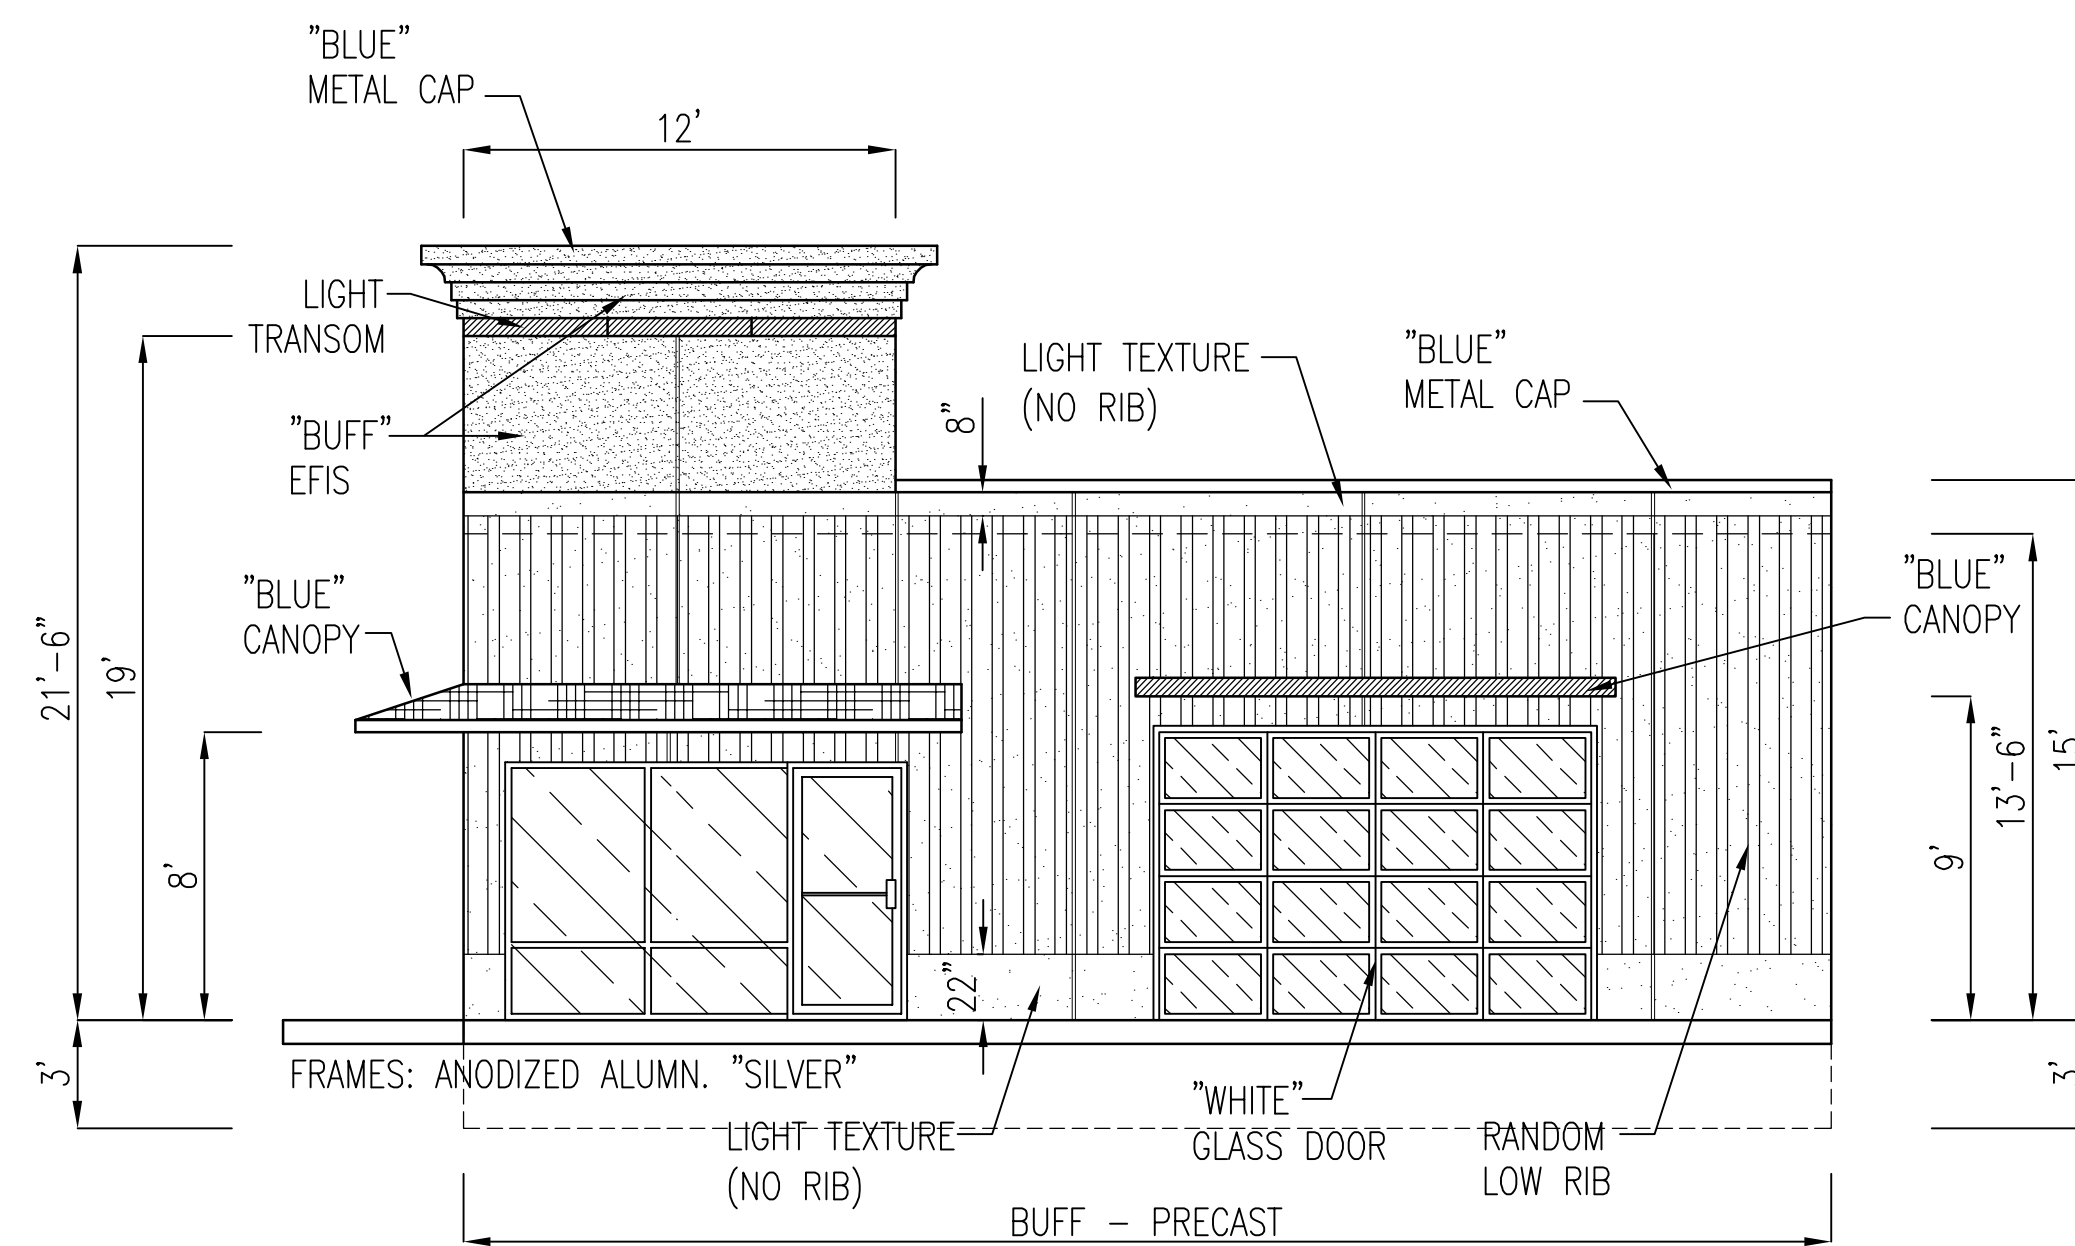 "BLUE"
METAL CAP
12'
LIGHT
TRANSOM
"BUFF"
EFIS
LIGHT TEXTURE
(NO RIB)
"BLUE"
METAL CAP
8"
"BLUE"
CANOPY
"BLUE"
CANOPY
21'-6"
19'
8'
3'
9'
13'-6"
15'
3'
22"
FRAMES: ANODIZED ALUMN. "SILVER"
LIGHT TEXTURE
(NO RIB)
"WHITE"
GLASS DOOR
RANDOM
LOW RIB
BUFF - PRECAST